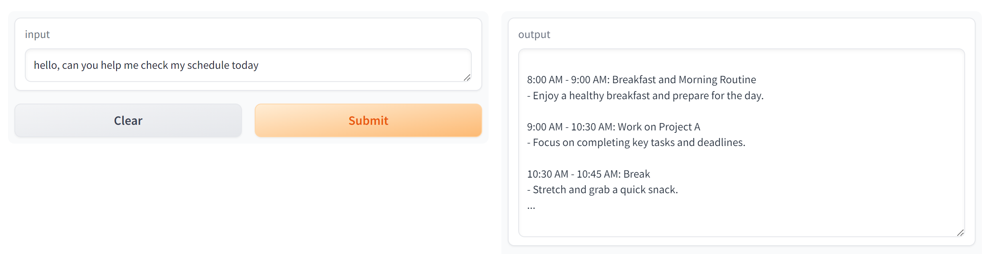 input
hello, can you help me check my schedule today
Clear
Submit
output
8:00 AM - 9:00 AM: Breakfast and Morning Routine
- Enjoy a healthy breakfast and prepare for the day.
9:00 AM - 10:30 AM: Work on Project A
- Focus on completing key tasks and deadlines.
10:30 AM - 10:45 AM: Break
- Stretch and grab a quick snack.
...